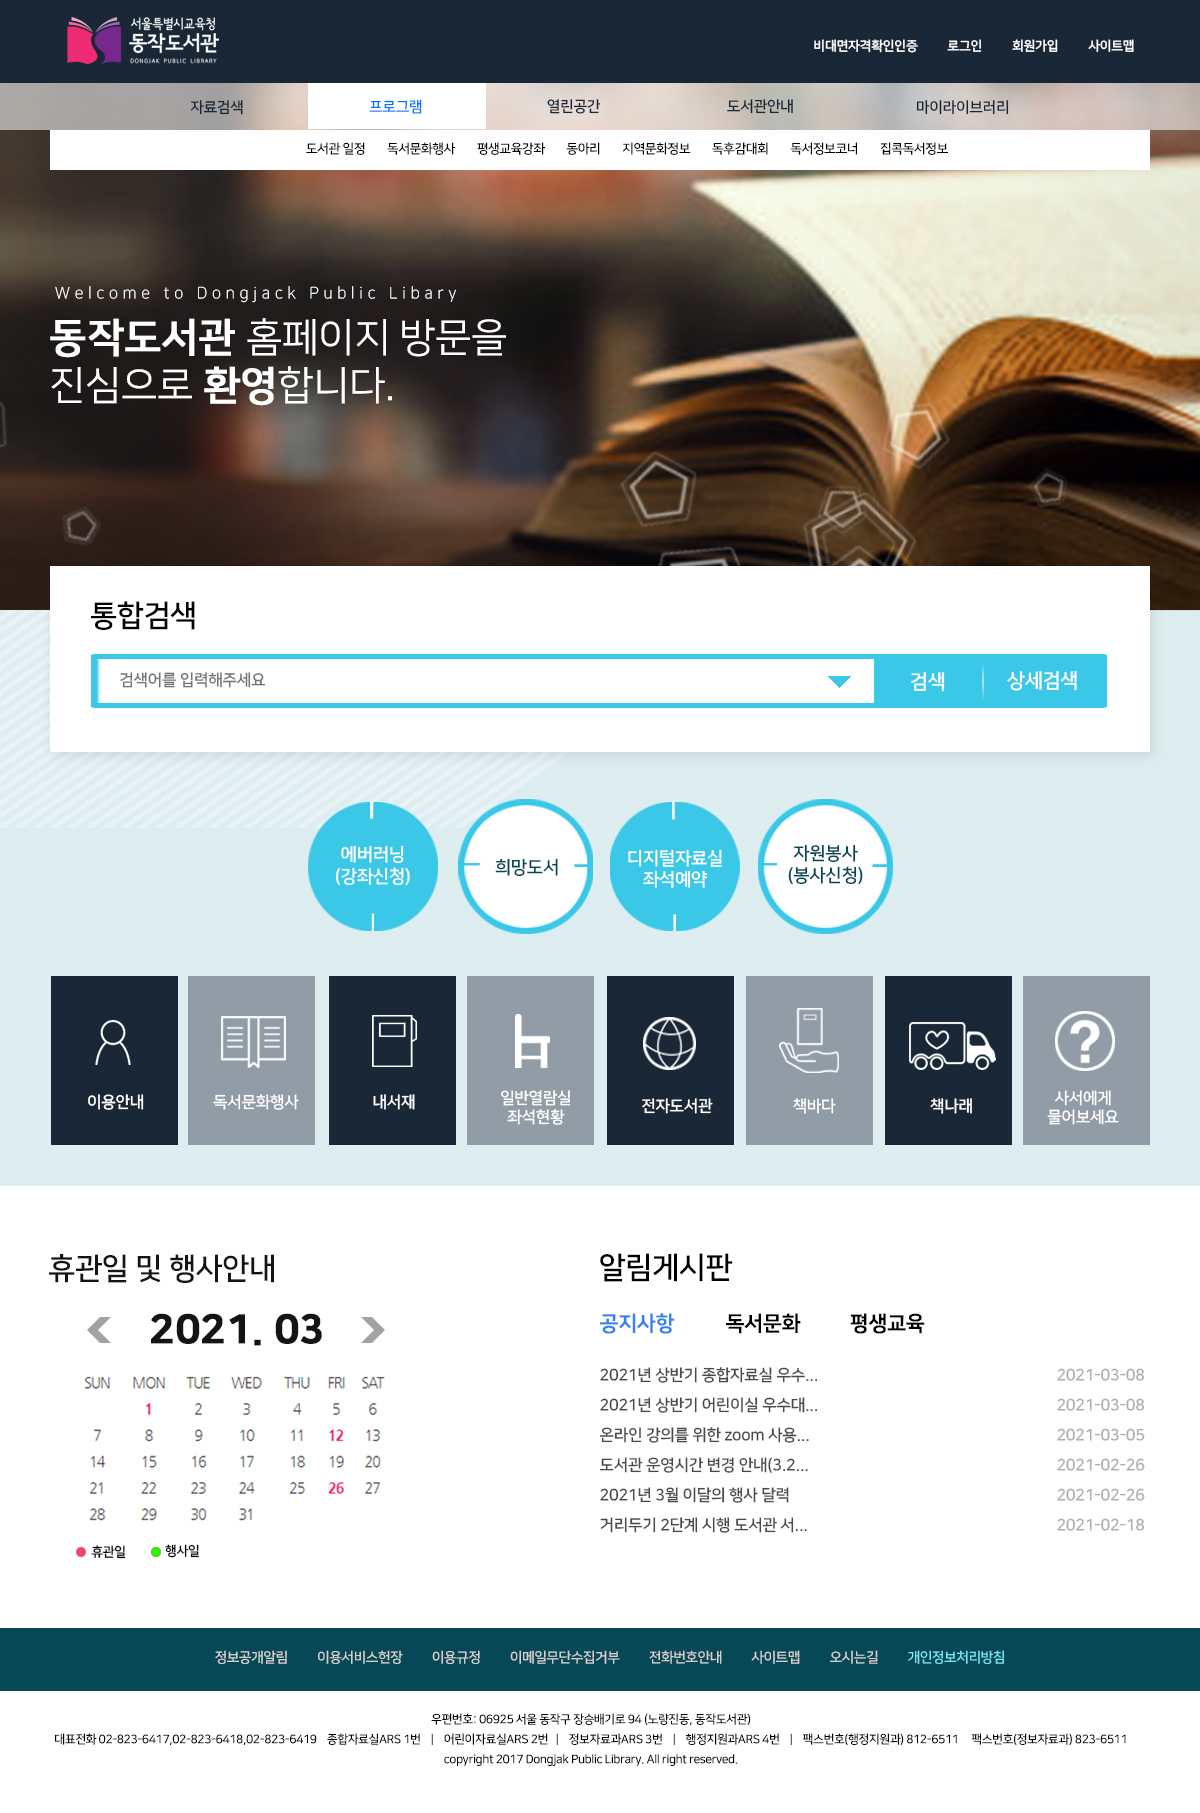 서울특별시교육청
동작도서관
DONGJAK PUBLIC LIBRARY
비대면자격확인인증 로그인 회원가입 사이트맵
자료검색 프로그램 열린공간 도서관안내 마이라이브러리
도서관 일정 독서문화행사 평생교육강좌 동아리 지역문화정보 독후감대회 독서정보코너 집콕독서정보
Welcome to Dongjack Public Libary
동작도서관 홈페이지 방문을
진심으로 환영합니다.
통합검색
검색어를 입력해주세요 검색 상세검색
에버러닝
(강좌신청)
희망도서
디지털자료실
좌석예약
자원봉사
(봉사신청)
이용안내
독서문화행사
내서재
일반열람실
좌석현황
전자도서관
책바다
책나래
사서에게
물어보세요
휴관일 및 행사안내
2021. 03
SUN MON TUE WED THU FRI SAT
1 2 3 4 5 6
7 8 9 10 11 12 13
14 15 16 17 18 19 20
21 22 23 24 25 26 27
28 29 30 31
휴관일 행사일
알림게시판
공지사항 독서문화 평생교육
2021년 상반기 종합자료실 우수... 2021-03-08
2021년 상반기 어린이실 우수대... 2021-03-08
온라인 강의를 위한 zoom 사용... 2021-03-05
도서관 운영시간 변경 안내(3.2... 2021-02-26
2021년 3월 이달의 행사 달력 2021-02-26
거리두기 2단계 시행 도서관 서... 2021-02-18
정보공개알림 이용서비스헌장 이용규정 이메일무단수집거부 전화번호안내 사이트맵 오시는길 개인정보처리방침
우편번호: 06925 서울 동작구 장승배기로 94 (노량진동, 동작도서관)
대표전화 02-823-6417,02-823-6418,02-823-6419 종합자료실ARS 1번 | 어린이자료실ARS 2번 | 정보자료과ARS 3번 | 행정지원과ARS 4번 | 팩스번호(행정지원과) 812-6511 팩스번호(정보자료과) 823-6511
copyright 2017 Dongjak Public Library. All right reserved.